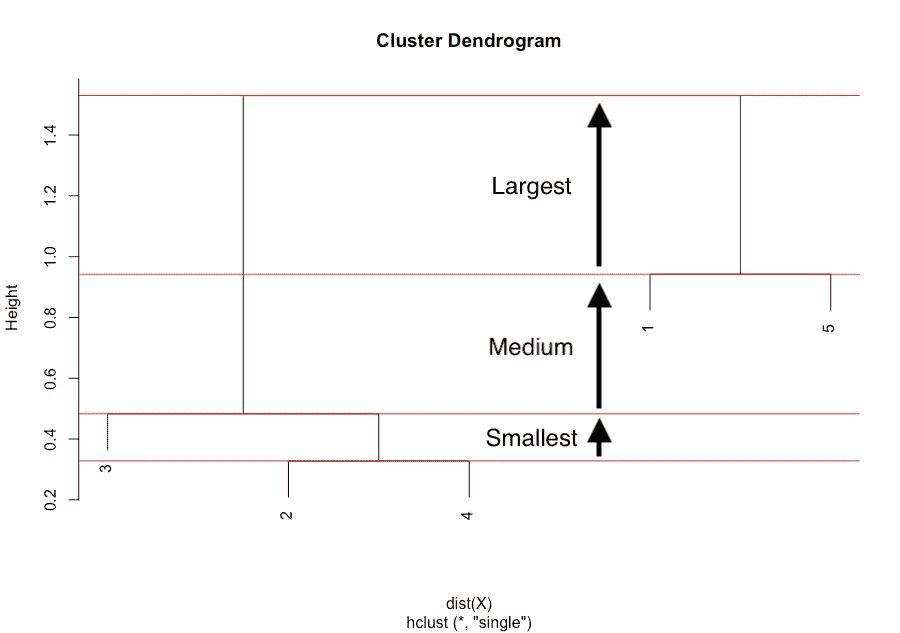 Cluster Dendrogram
Height
1.4
1.2
1.0
0.8
0.6
0.4
0.2
Largest
Medium
Smallest
1
5
3
2
4
dist(X)
hclust (*, "single")